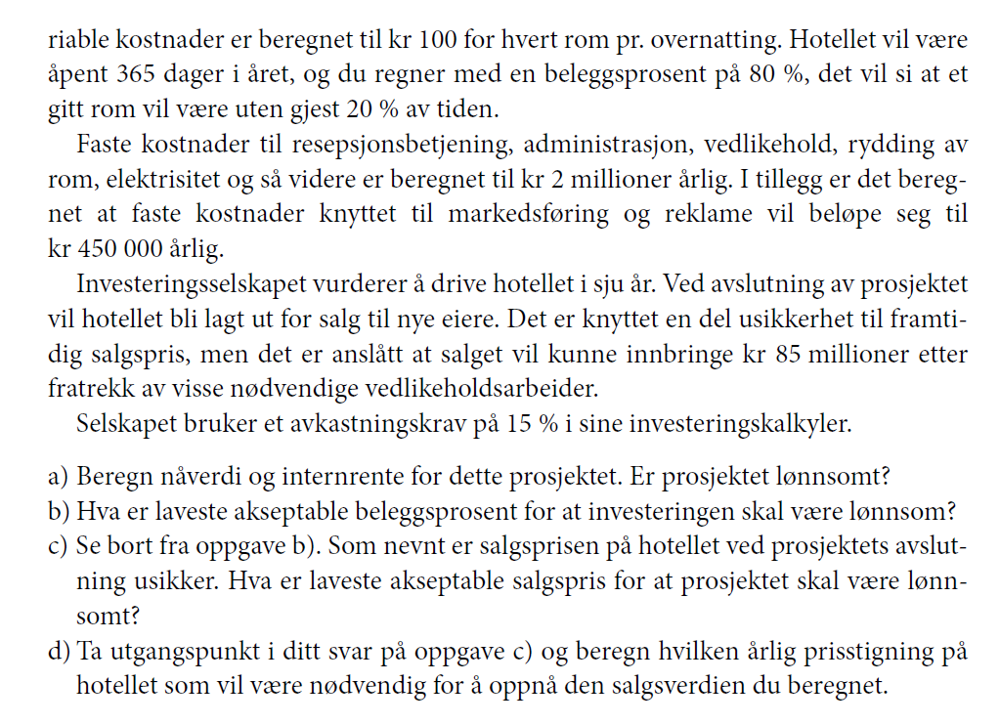 riable kostnader er beregnet til kr 100 for hvert rom pr. overnatting. Hotellet vil være
åpent 365 dager i året, og du regner med en beleggsprosent på 80 %, det vil si at et
gitt rom vil være uten gjest 20 % av tiden.
Faste kostnader til resepsjonsbetjening, administrasjon, vedlikehold, rydding av
rom, elektrisitet og så videre er beregnet til kr 2 millioner årlig. I tillegg er det bereg-
net at faste kostnader knyttet til markedsføring og reklame vil beløpe seg til
kr 450 000 årlig.
Investeringsselskapet vurderer å drive hotellet i sju år. Ved avslutning av prosjektet
vil hotellet bli lagt ut for salg til nye eiere. Det er knyttet en del usikkerhet til framti-
dig salgspris, men det er anslått at salget vil kunne innbringe kr 85 millioner etter
fratrekk av visse nødvendige vedlikeholdsarbeider.
Selskapet bruker et avkastningskrav på 15 % i sine investeringskalkyler.
a) Beregn nåverdi og internrente for dette prosjektet. Er prosjektet lønnsomt?
b) Hva er laveste akseptable beleggsprosent for at investeringen skal være lønnsom?
c) Se bort fra oppgave b). Som nevnt er salgsprisen på hotellet ved prosjektets avslut-
ning usikker. Hva er laveste akseptable salgspris for at prosjektet skal være lønn-
somt?
d) Ta utgangspunkt i ditt svar på oppgave c) og beregn hvilken årlig prisstigning på
hotellet som vil være nødvendig for å oppnå den salgsverdien du beregnet.